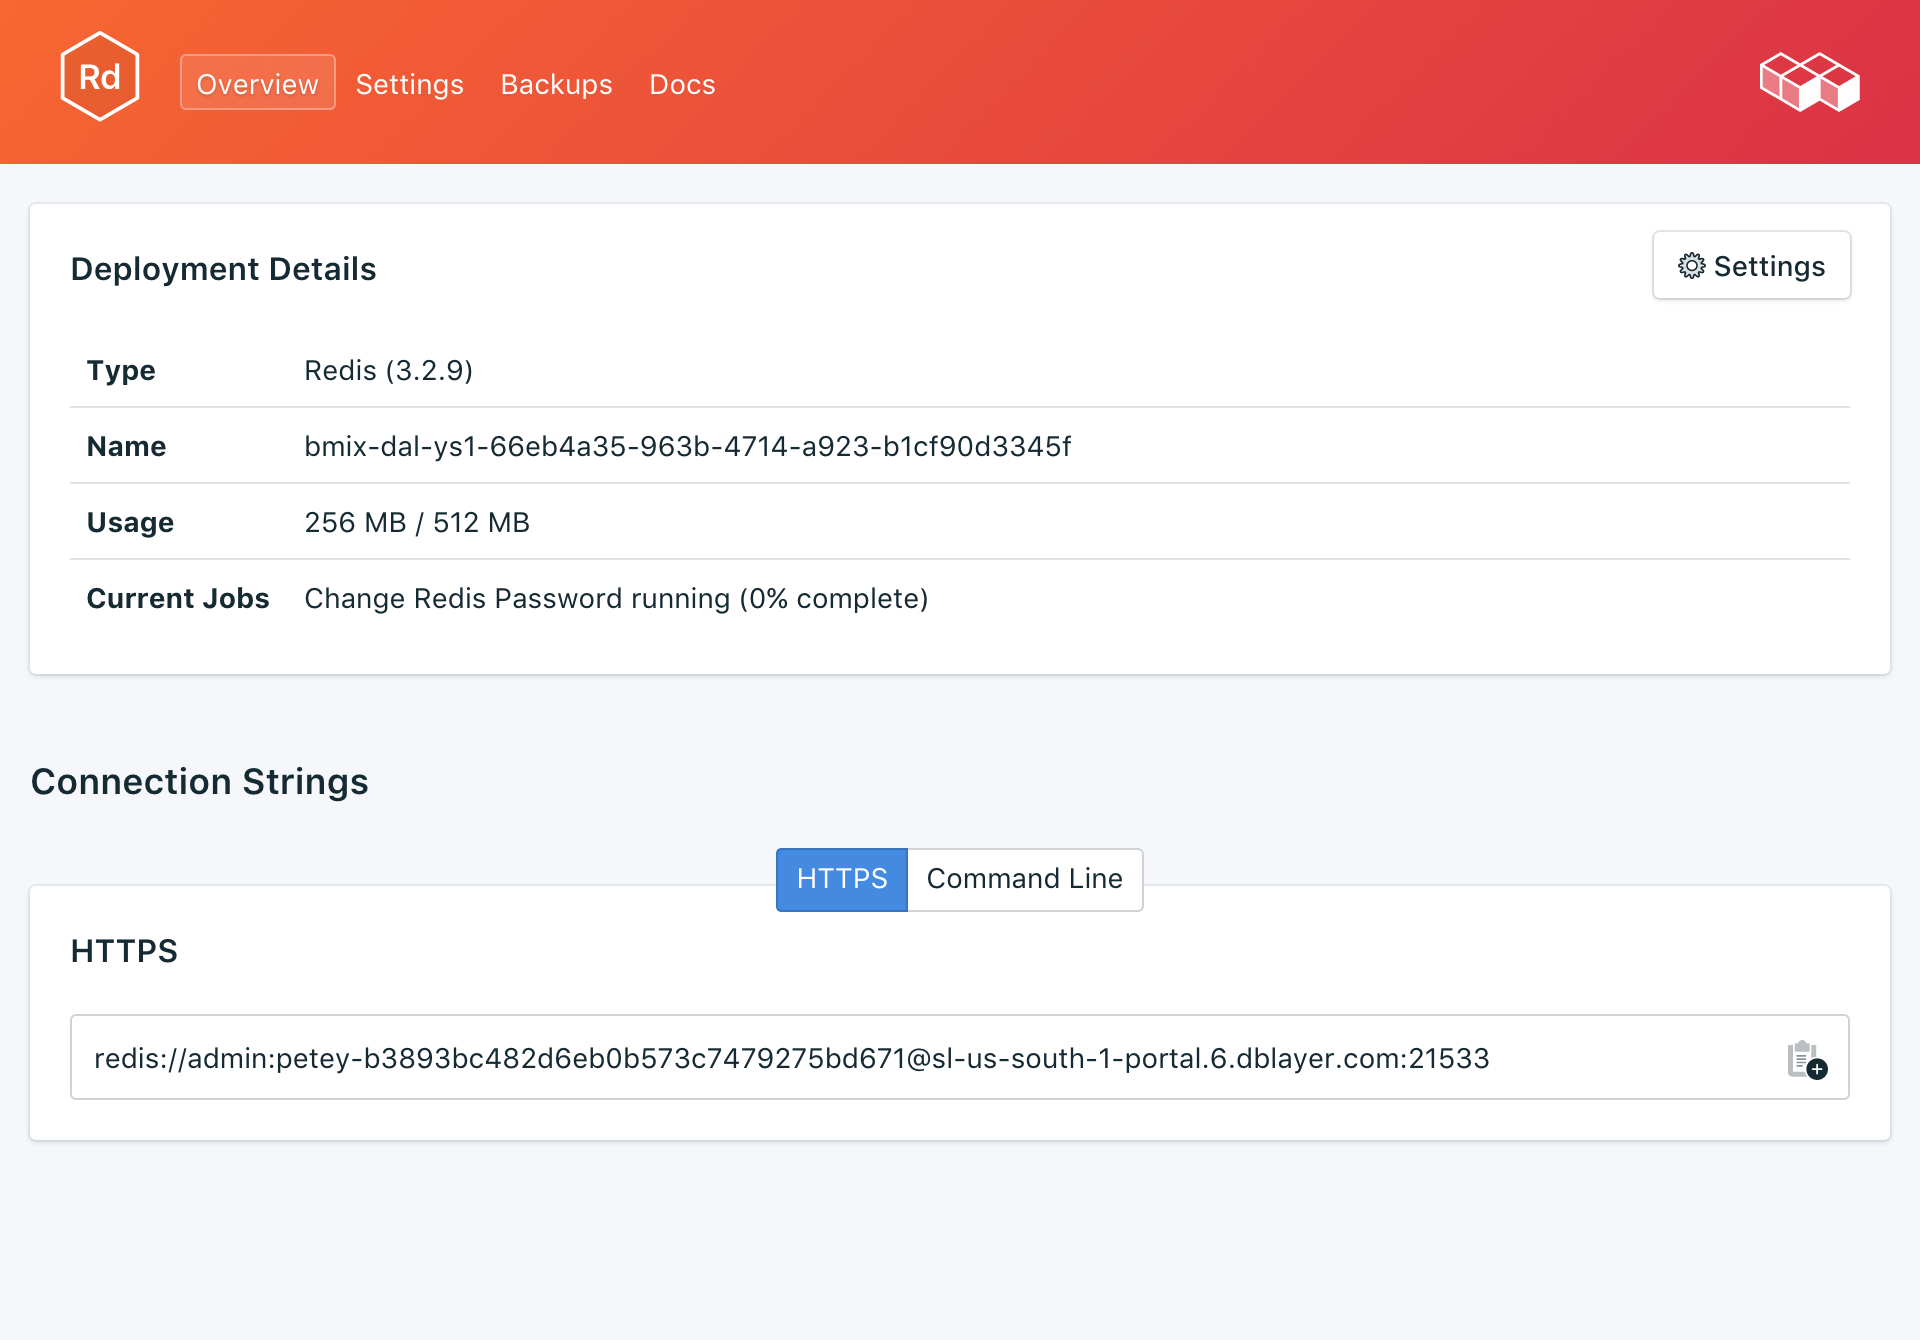 Rd
Overview Settings Backups Docs
Deployment Details
Settings
Type Redis (3.2.9)
Name bmix-dal-ys1-66eb4a35-963b-4714-a923-b1cf90d3345f
Usage 256 MB / 512 MB
Current Jobs Change Redis Password running (0% complete)
Connection Strings
HTTPS Command Line
HTTPS
redis://admin:petey-b3893bc482d6eb0b573c7479275bd671@sl-us-south-1-portal.6.dblayer.com:21533